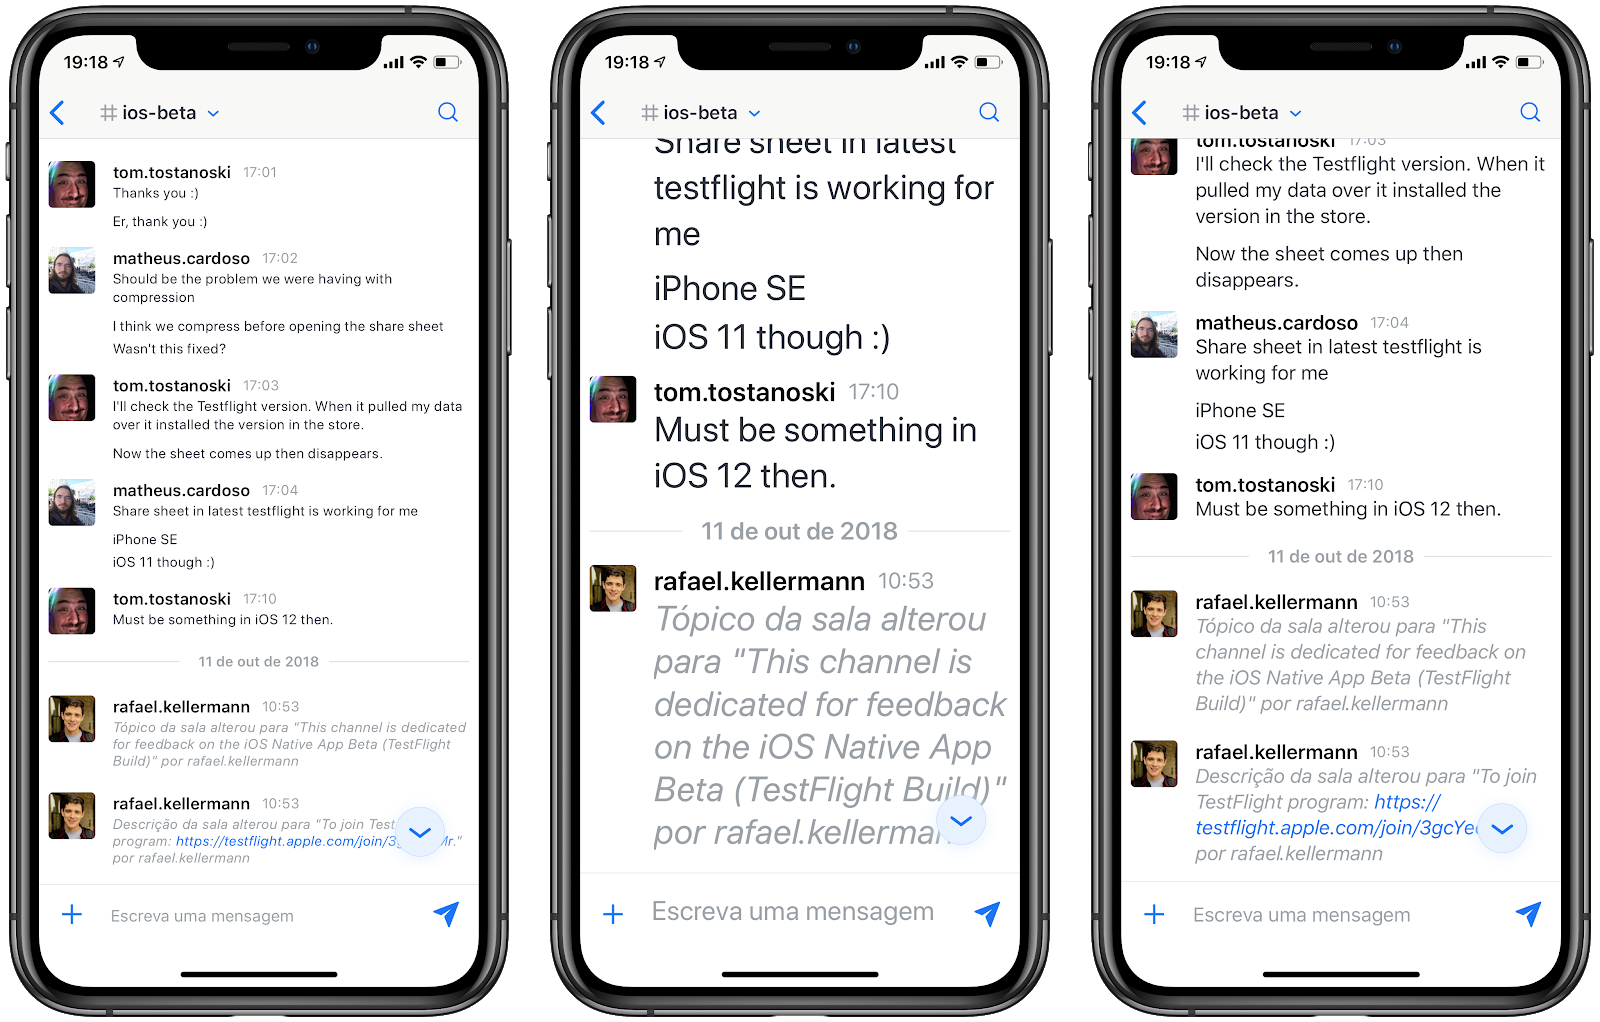 19:18
# ios-beta
tom.tostanoski 17:01
Thanks you :)
Er, thank you :)
matheus.cardoso 17:02
Should be the problem we were having with
compression
I think we compress before opening the share sheet
Wasn't this fixed?
tom.tostanoski 17:03
I'll check the Testflight version. When it pulled my data
over it installed the version in the store.
Now the sheet comes up then disappears.
matheus.cardoso 17:04
Share sheet in latest testflight is working for me
iPhone SE
iOS 11 though :)
tom.tostanoski 17:10
Must be something in iOS 12 then.
11 de out de 2018
rafael.kellermann 10:53
Tópico da sala alterou para "This channel is dedicated
for feedback on the iOS Native App Beta (TestFlight
Build)" por rafael.kellermann
rafael.kellermann 10:53
Descrição da sala alterou para "To join
program: https://testflight.apple.com/join/
por rafael.kellermann
Escreva uma mensagem
19:18
# ios-beta
Share sheet in latest
testflight is working for
me
iPhone SE
iOS 11 though :)
tom.tostanoski 17:10
Must be something in
iOS 12 then.
11 de out de 2018
rafael.kellermann 10:53
Tópico da sala alterou
para "This channel is
dedicated for feedback
on the iOS Native App
Beta (TestFlight Build)"
por rafael.kellermann
Escreva uma mensagem
19:18
# ios-beta
tom.tostanoski 17:03
I'll check the Testflight version. When it
pulled my data over it installed the
version in the store.
Now the sheet comes up then
disappears.
matheus.cardoso 17:04
Share sheet in latest testflight is
working for me
iPhone SE
iOS 11 though :)
tom.tostanoski 17:10
Must be something in iOS 12 then.
11 de out de 2018
rafael.kellermann 10:53
Tópico da sala alterou para "This
channel is dedicated for feedback on
the iOS Native App Beta (TestFlight
Build)" por rafael.kellermann
rafael.kellermann 10:53
Descrição da sala alterou para "To join
TestFlight program: https://
testflight.apple.com/join/3gcYe
por rafael.kellermann
Escreva uma mensagem